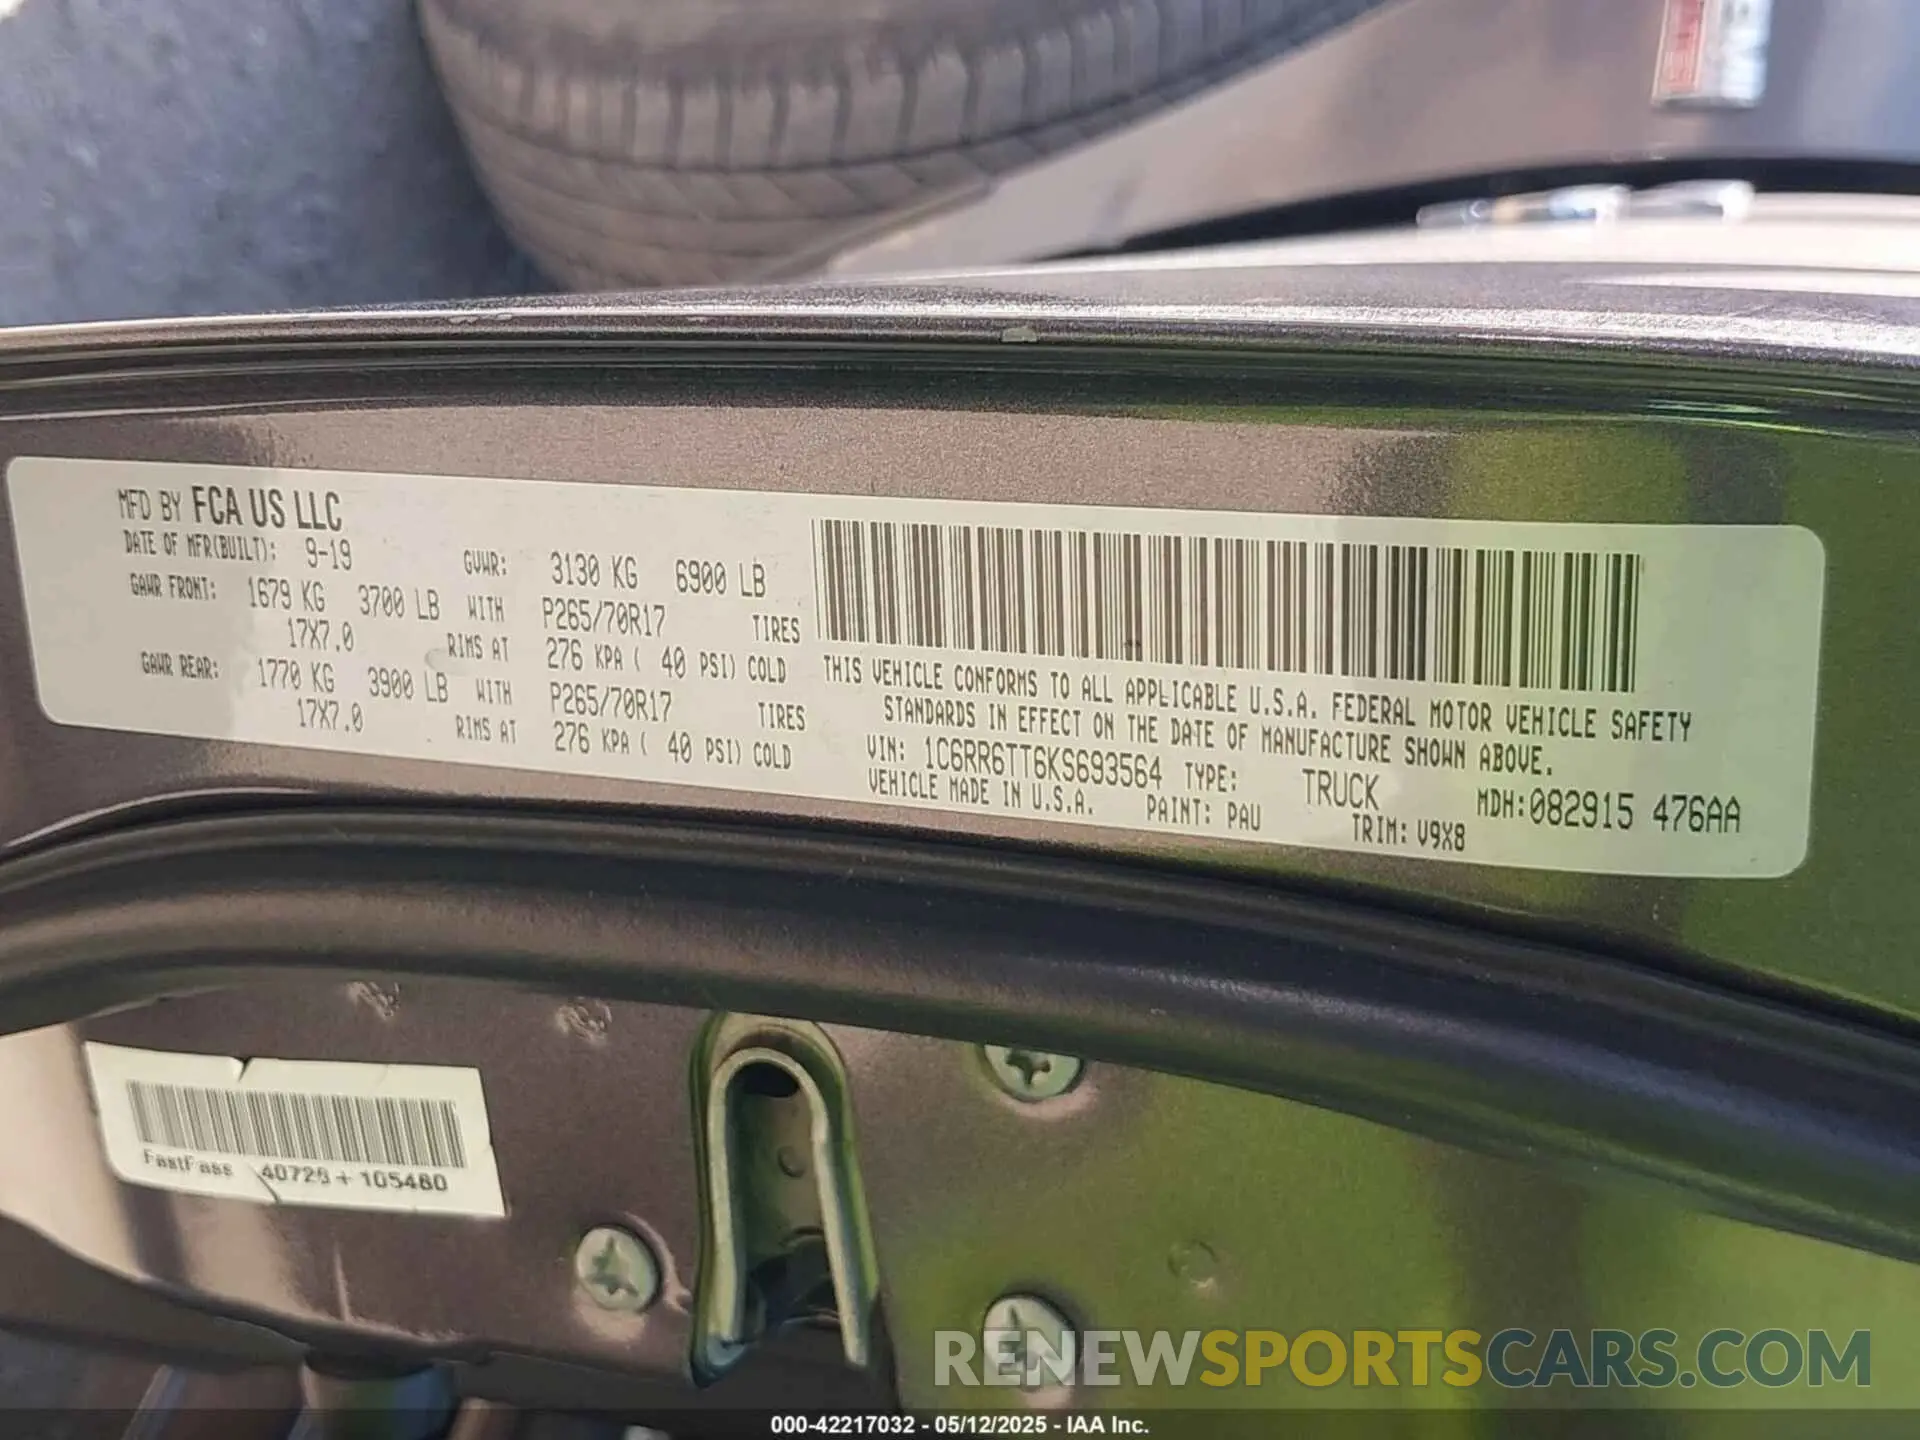 MFD BY FCA US LLC
DATE OF MFR(BUILT): 9-19 GVWR: 3130 KG 6900 LB
GAWR FRONT: 1679 KG 3700 LB WITH P265/70R17 TIRES
17X7.0 RIMS AT 276 KPA ( 40 PSI) COLD
GAWR REAR: 1770 KG 3900 LB WITH P265/70R17 TIRES
17X7.0 RIMS AT 276 KPA ( 40 PSI) COLD
THIS VEHICLE CONFORMS TO ALL APPLICABLE U.S.A. FEDERAL MOTOR VEHICLE SAFETY
STANDARDS IN EFFECT ON THE DATE OF MANUFACTURE SHOWN ABOVE.
VIN: 1C6RR6TT6KS693564 TYPE: TRUCK MDH:082915 476AA
VEHICLE MADE IN U.S.A. PAINT: PAU TRIM: V9X8
FastFass 40728+105480
RENEWSPORTSCARS.COM
000-42217032 - 05/12/2025 - IAA Inc.